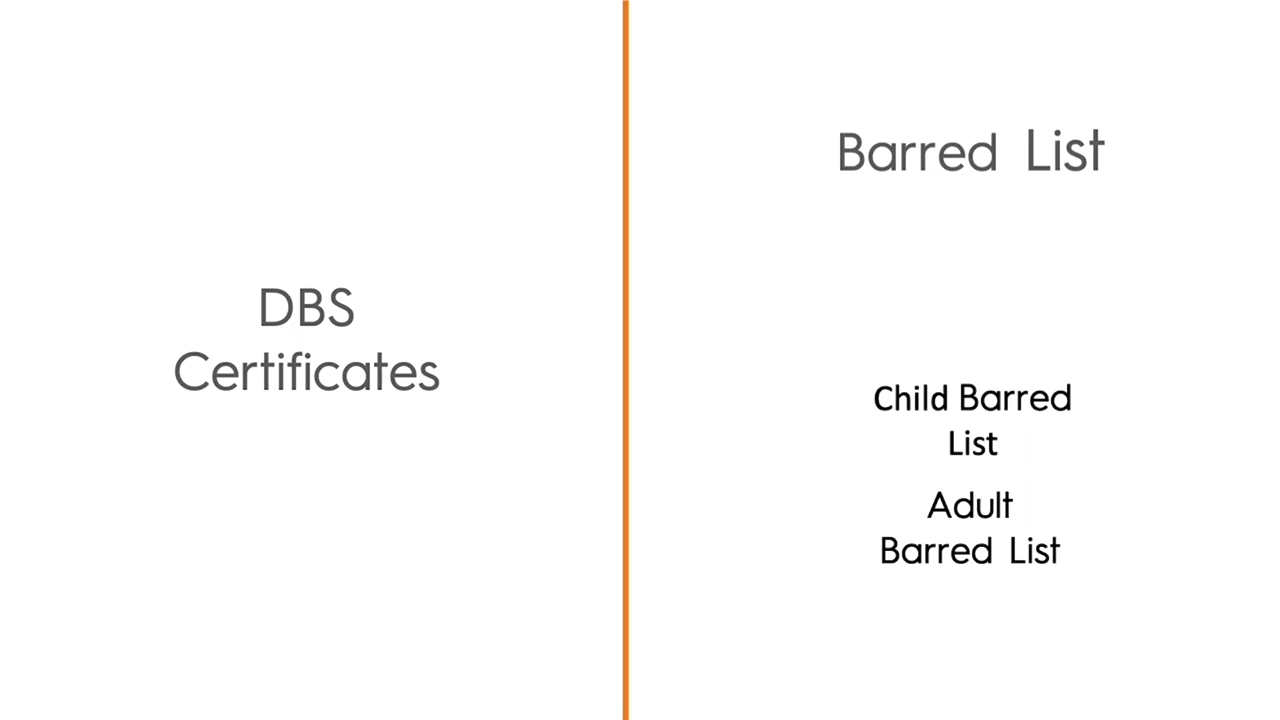 DBS
Certificates
Barred List
Child Barred
List
Adult
Barred List